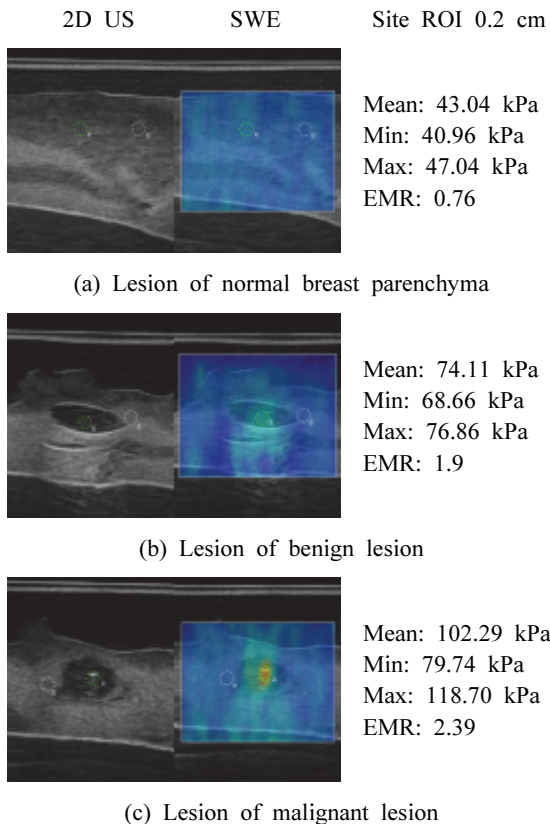 2D US SWE Site ROI 0.2 cm
Mean: 43.04 kPa
Min: 40.96 kPa
Max: 47.04 kPa
EMR: 0.76
(a) Lesion of normal breast parenchyma
Mean: 74.11 kPa
Min: 68.66 kPa
Max: 76.86 kPa
EMR: 1.9
(b) Lesion of benign lesion
Mean: 102.29 kPa
Min: 79.74 kPa
Max: 118.70 kPa
EMR: 2.39
(c) Lesion of malignant lesion